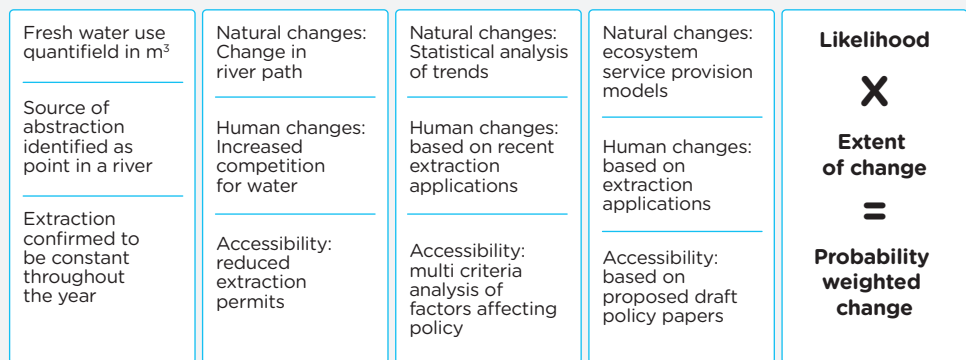 Fresh water use
quantifield in m³
Source of
abstraction
identified as
point in a river
Extraction
confirmed to
be constant
throughout
the year
Natural changes:
Change in
river path
Human changes:
Increased
competition
for water
Accessibility:
reduced
extraction
permits
Natural changes:
Statistical analysis
of trends
Human changes:
based on recent
extraction
applications
Accessibility:
multi criteria
analysis of
factors affecting
policy
Natural changes:
ecosystem
service provision
models
Human changes:
based on
extraction
applications
Accessibility:
based on
proposed draft
policy papers
Likelihood
X
Extent
of change
=
Probability
weighted
change